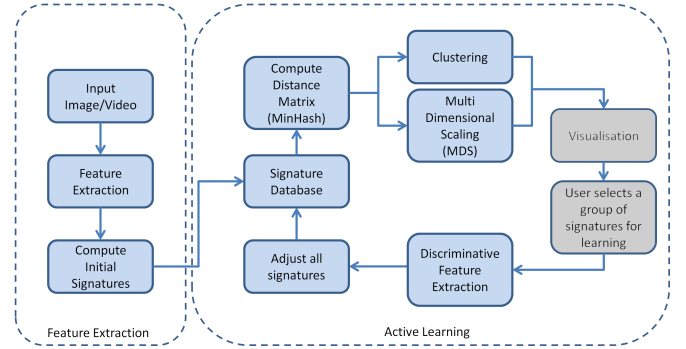 Input
Image/Video
Feature
Extraction
Compute
Initial
Signatures
Feature Extraction
Compute
Distance
Matrix
(MinHash)
Signature
Database
Adjust all
signatures
Clustering
Multi
Dimensional
Scaling
(MDS)
Visualisation
User selects a
group of
signatures for
learning
Discriminative
Feature
Extraction
Active Learning